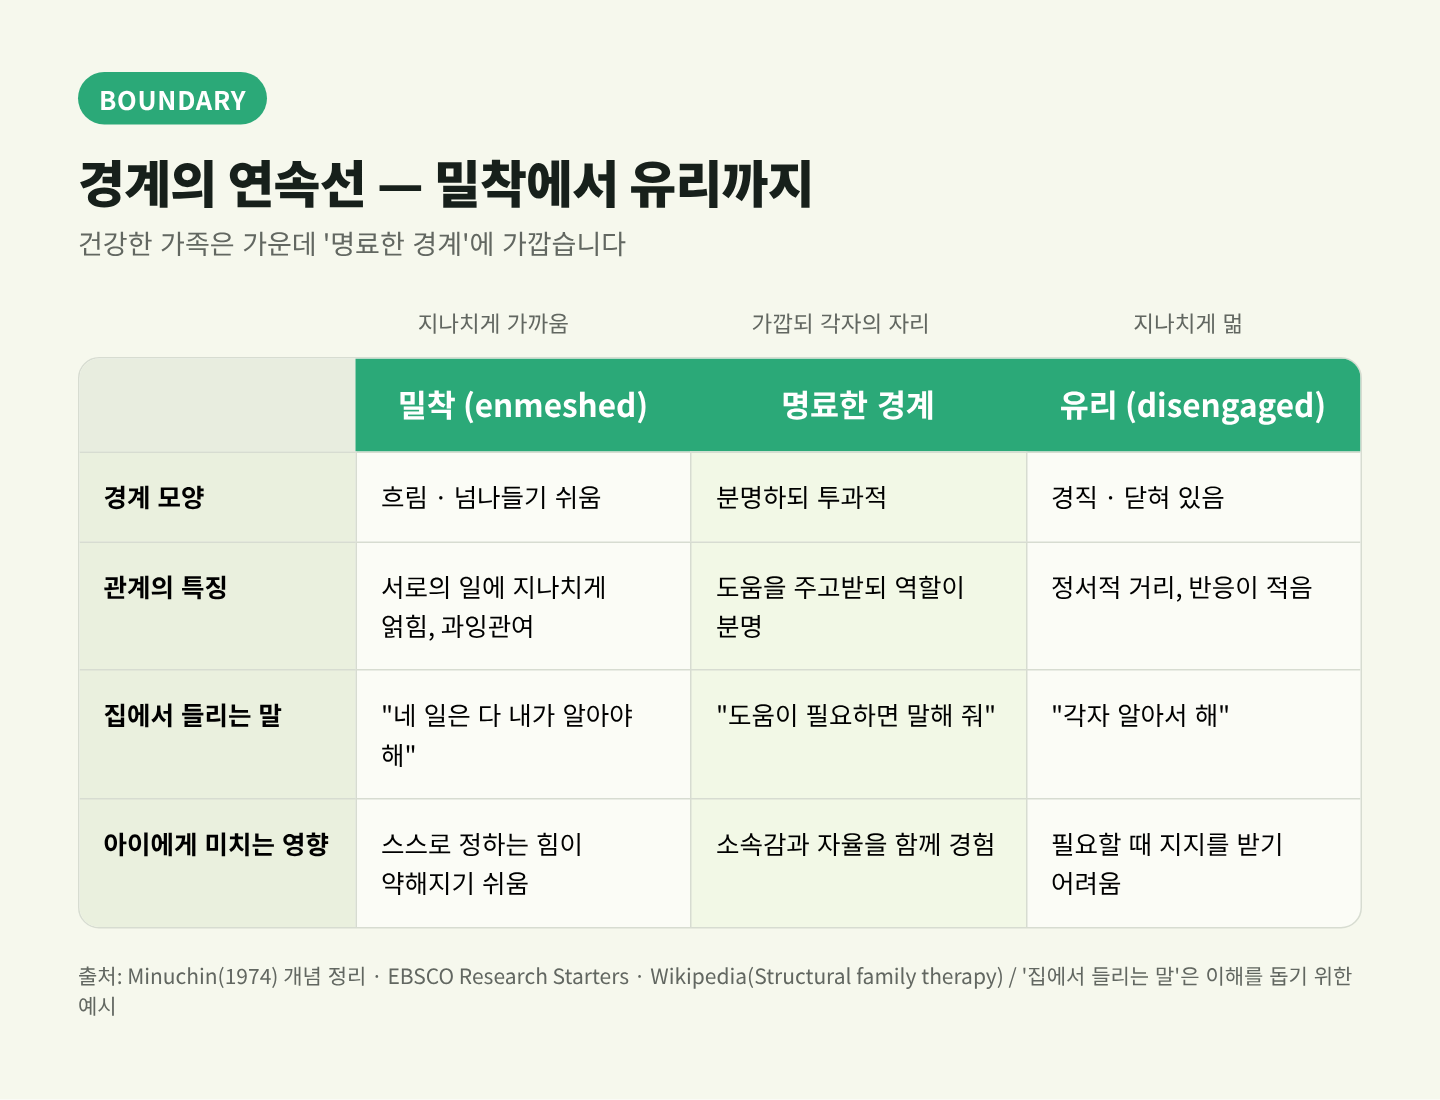 BOUNDARY
경계의 연속선 — 밀착에서 유리까지
건강한 가족은 가운데 '명료한 경계'에 가깝습니다
지나치게 가까움
가깝되 각자의 자리
지나치게 멂
밀착 (enmeshed)
명료한 경계
유리 (disengaged)
경계 모양
흐림 · 넘나들기 쉬움
분명하되 투과적
경직 · 닫혀 있음
관계의 특징
서로의 일에 지나치게
얽힘, 과잉관여
도움을 주고받되 역할이
분명
정서적 거리, 반응이 적음
집에서 들리는 말
"네 일은 다 내가 알아야
해"
"도움이 필요하면 말해 줘"
"각자 알아서 해"
아이에게 미치는 영향
스스로 정하는 힘이
약해지기 쉬움
소속감과 자율을 함께 경험
필요할 때 지지를 받기
어려움
출처: Minuchin(1974) 개념 정리 · EBSCO Research Starters · Wikipedia(Structural family therapy) / '집에서 들리는 말'은 이해를 돕기 위한
예시